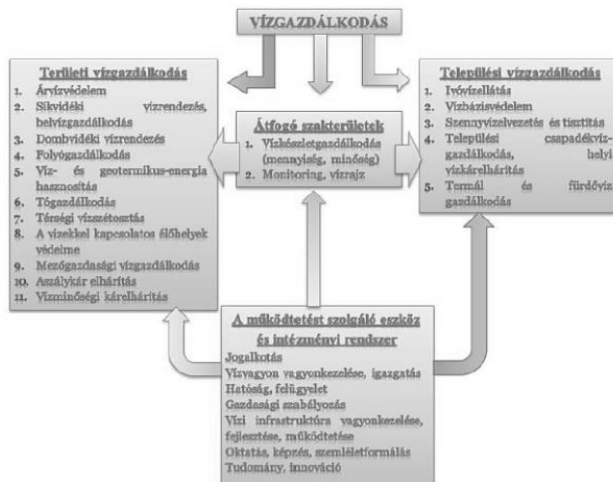 VÍZGAZDÁLKODÁS
Területi vízgazdálkodás
1. Árvízvédelem
2. Síkvidéki vízrendezés,
belvízgazdálkodás
3. Dombvidéki vízrendezés
4. Folyógazdálkodás
5. Víz- és geotermikus-energia
hasznosítás
6. Tógazdálkodás
7. Térségi vízszétosztás
8. A vizekkel kapcsolatos élőhelyek
védelme
9. Mezőgazdasági vízgazdálkodás
10. Aszálykár elhárítás
11. Vízminőségi kárelhárítás
Átfogó szakterületek
1. Vízkészletgazdálkodás
(mennyiség, minőség)
2. Monitoring, vízrajz
Települési vízgazdálkodás
1. Ivóvízellátás
2. Vízbázisvédelem
3. Szennyvízelvezetés és tisztítás
4. Települési csapadékvíz-
gazdálkodás, helyi
vízkárelhárítás
5. Termál és fürdővíz
gazdálkodás
A működtetést szolgáló eszköz
és intézményi rendszer
Jogalkotás
Vízvagyon vagyonkezelése, igazgatás
Hatóság, felügyelet
Gazdasági szabályozás
Vízi infrastruktúra vagyonkezelése,
fejlesztése, működtetése
Oktatás, képzés, szemléletformálás
Tudomány, innováció